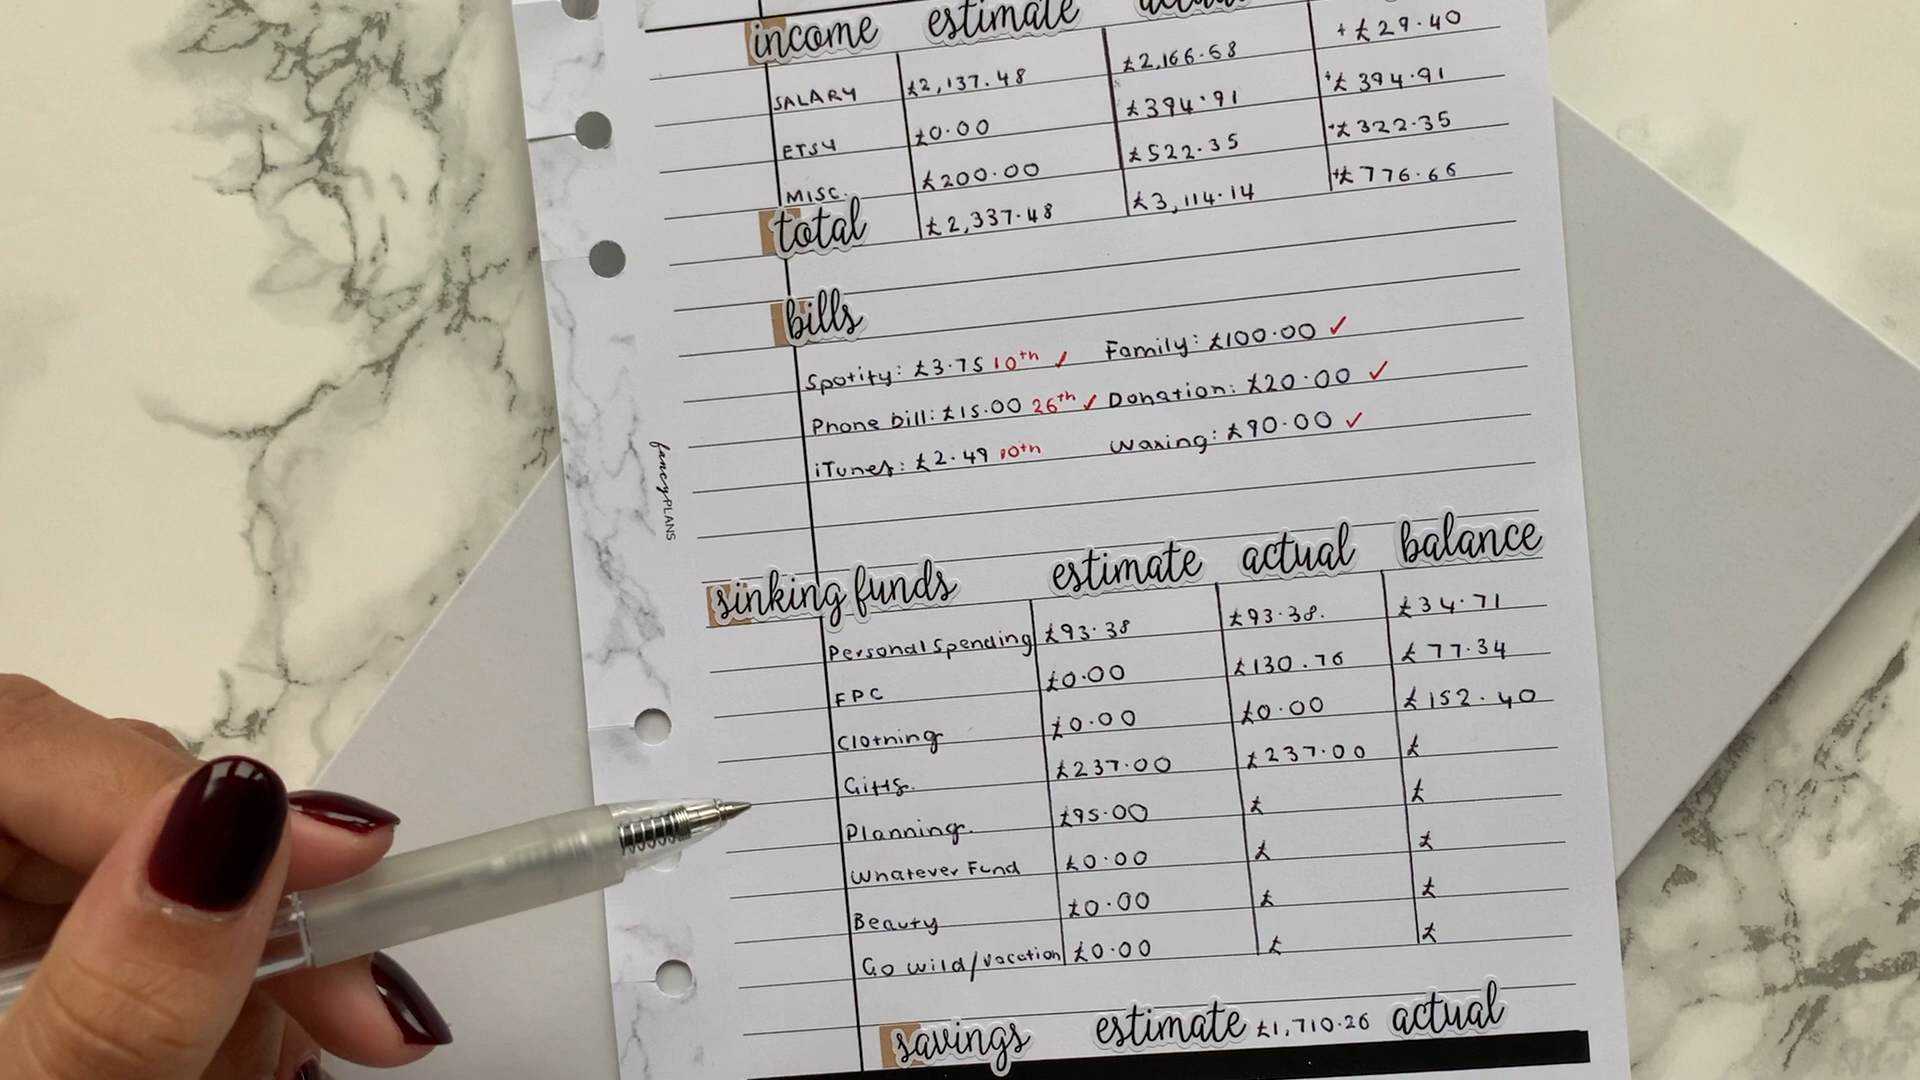 income estimate actual
+ £29.40
SALARY £2,137.48 £2,166.68 +£394.91
ETSY £0.00 £394.91 +£322.35
MISC. £200.00 £522.35 +£776.66
total £2,337.48 £3,114.14
bills
Spotify: £3.75 10th ✓ Family: £100.00 ✓
Phone bill: £15.00 26th ✓ Donation: £20.00 ✓
iTunes: £2.49 10th Waxing: £90.00 ✓
fancyPLANS
sinking funds estimate actual balance
Personal Spending £93.38 £93.38. £34.71
FPC £0.00 £130.76 £77.34
Clothing £0.00 £0.00 £152.40
Gifts. £237.00 £237.00 £
Planning. £95.00 £ £
Whatever Fund £0.00 £ £
Beauty £0.00 £ £
Go Wild/Vacation £0.00 £ £
savings estimate £1,710.26 actual